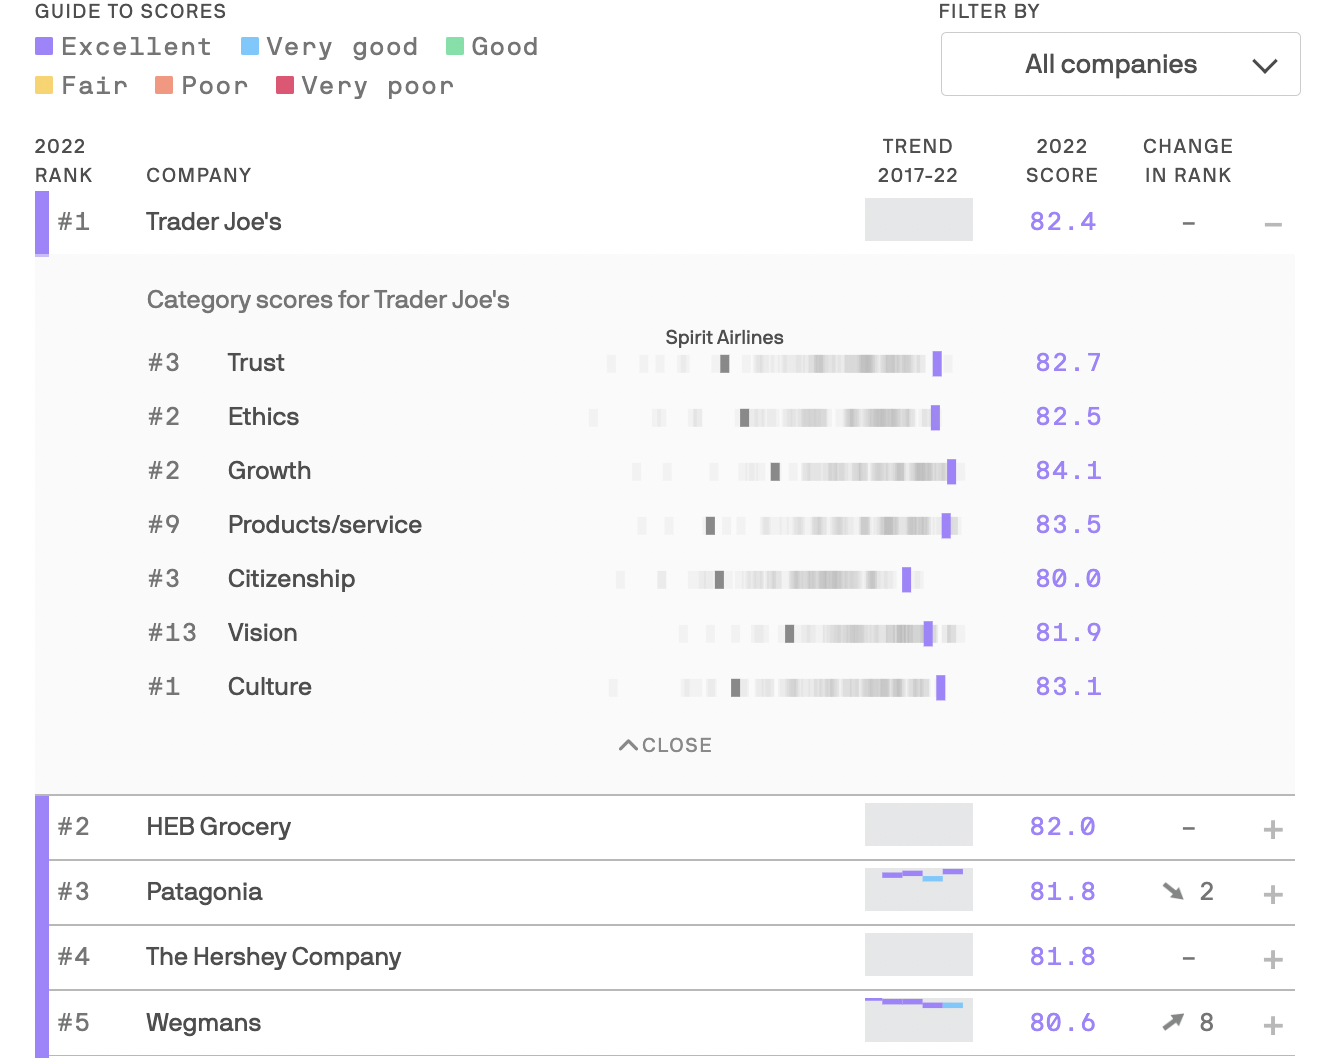 GUIDE TO SCORES
FILTER BY
Excellent Very good Good
Fair Poor Very poor
All companies
2022 RANK
COMPANY
TREND 2017-22
2022 SCORE
CHANGE IN RANK
#1 Trader Joe's 82.4 –
Category scores for Trader Joe's
Spirit Airlines
#3 Trust 82.7
#2 Ethics 82.5
#2 Growth 84.1
#9 Products/service 83.5
#3 Citizenship 80.0
#13 Vision 81.9
#1 Culture 83.1
CLOSE
#2 HEB Grocery 82.0 –
#3 Patagonia 81.8 2
#4 The Hershey Company 81.8 –
#5 Wegmans 80.6 8